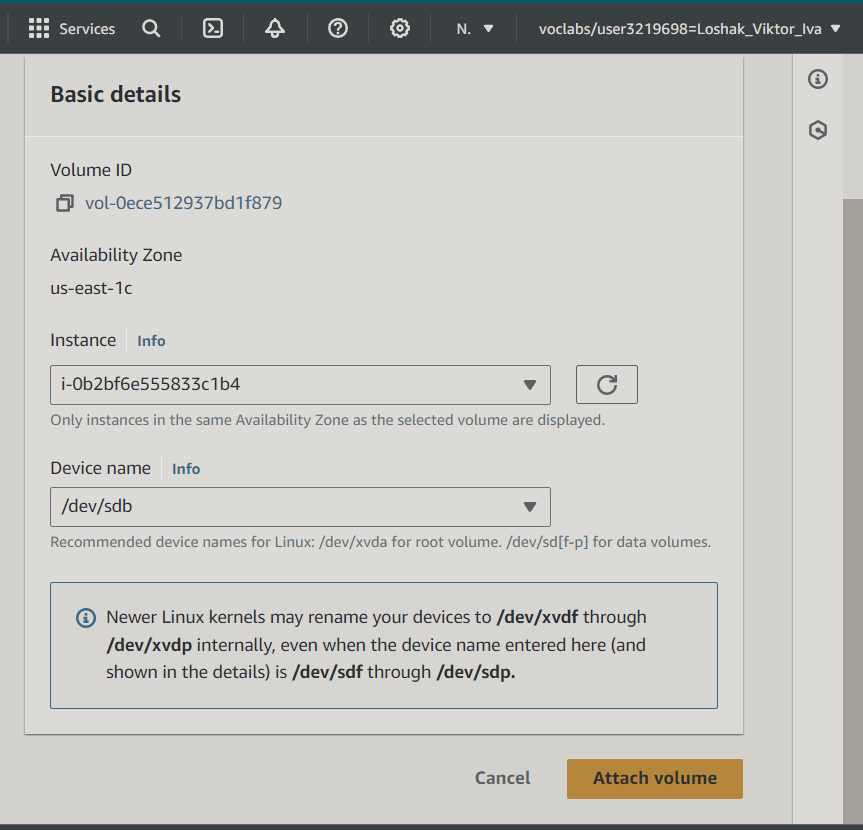 Services
N.
voclabs/user3219698=Loshak_Viktor_Iva
Basic details
Volume ID
vol-0ece512937bd1f879
Availability Zone
us-east-1c
Instance Info
i-0b2bf6e555833c1b4
Only instances in the same Availability Zone as the selected volume are displayed.
Device name Info
/dev/sdb
Recommended device names for Linux: /dev/xvda for root volume. /dev/sd[f-p] for data volumes.
Newer Linux kernels may rename your devices to /dev/xvdf through
/dev/xvdp internally, even when the device name entered here (and
shown in the details) is /dev/sdf through /dev/sdp.
Cancel
Attach volume